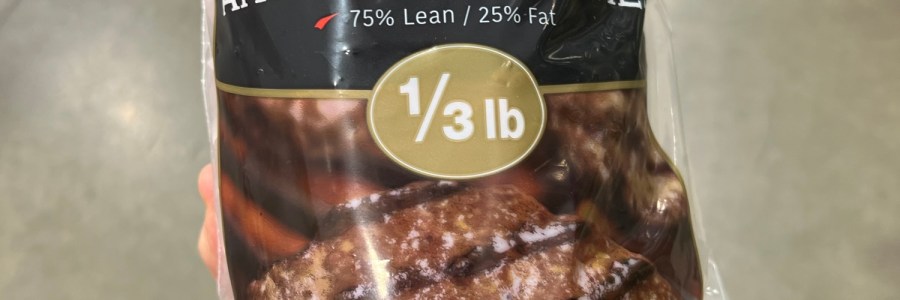 75% Lean / 25% Fat
1/3 lb